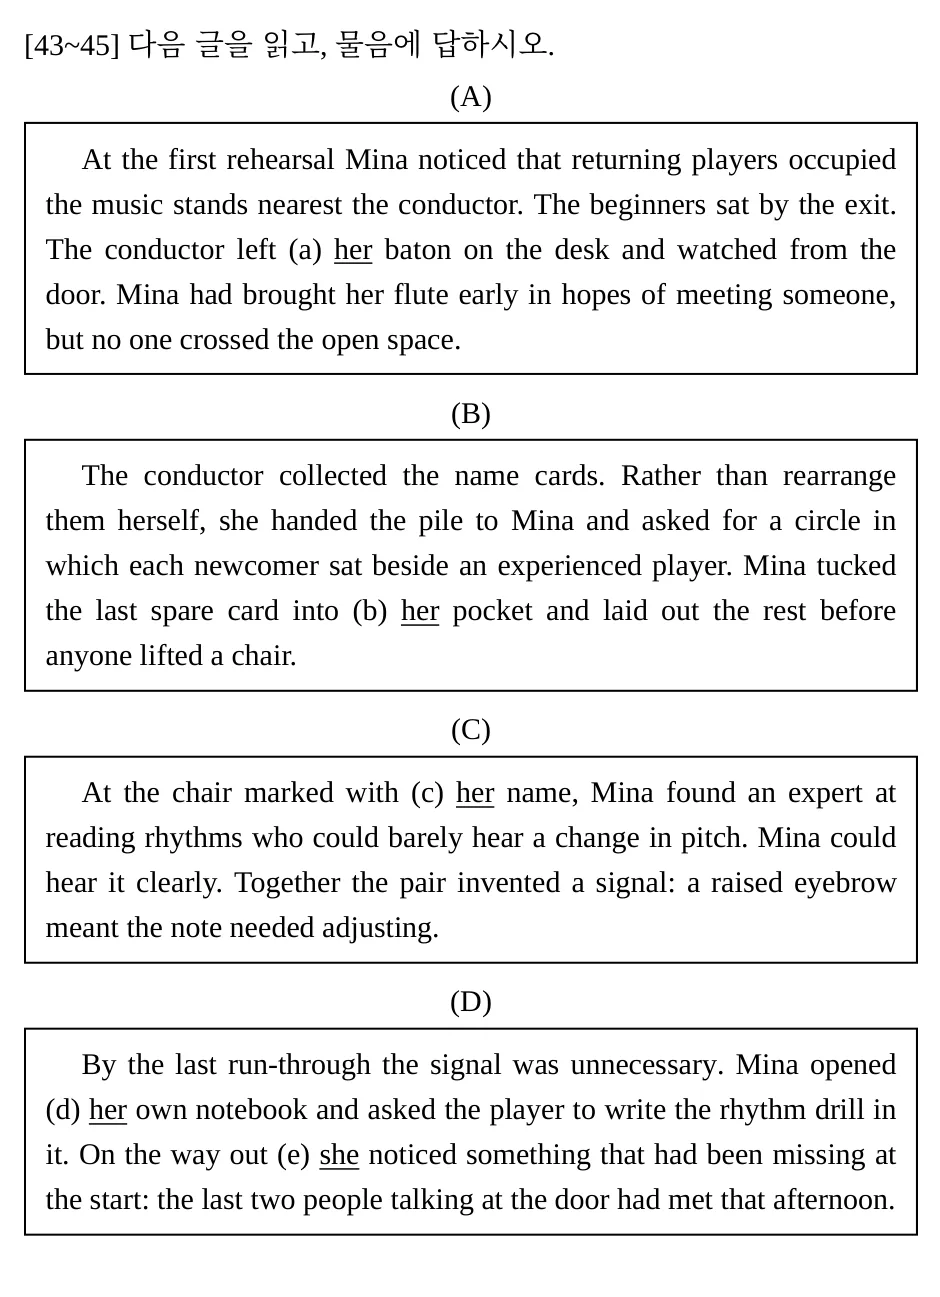 [43~45] 다음 글을 읽고, 물음에 답하시오.
(A)
At the first rehearsal Mina noticed that returning players occupied
the music stands nearest the conductor. The beginners sat by the exit.
The conductor left (a) her baton on the desk and watched from the
door. Mina had brought her flute early in hopes of meeting someone,
but no one crossed the open space.
(B)
The conductor collected the name cards. Rather than rearrange
them herself, she handed the pile to Mina and asked for a circle in
which each newcomer sat beside an experienced player. Mina tucked
the last spare card into (b) her pocket and laid out the rest before
anyone lifted a chair.
(C)
At the chair marked with (c) her name, Mina found an expert at
reading rhythms who could barely hear a change in pitch. Mina could
hear it clearly. Together the pair invented a signal: a raised eyebrow
meant the note needed adjusting.
(D)
By the last run-through the signal was unnecessary. Mina opened
(d) her own notebook and asked the player to write the rhythm drill in
it. On the way out (e) she noticed something that had been missing at
the start: the last two people talking at the door had met that afternoon.